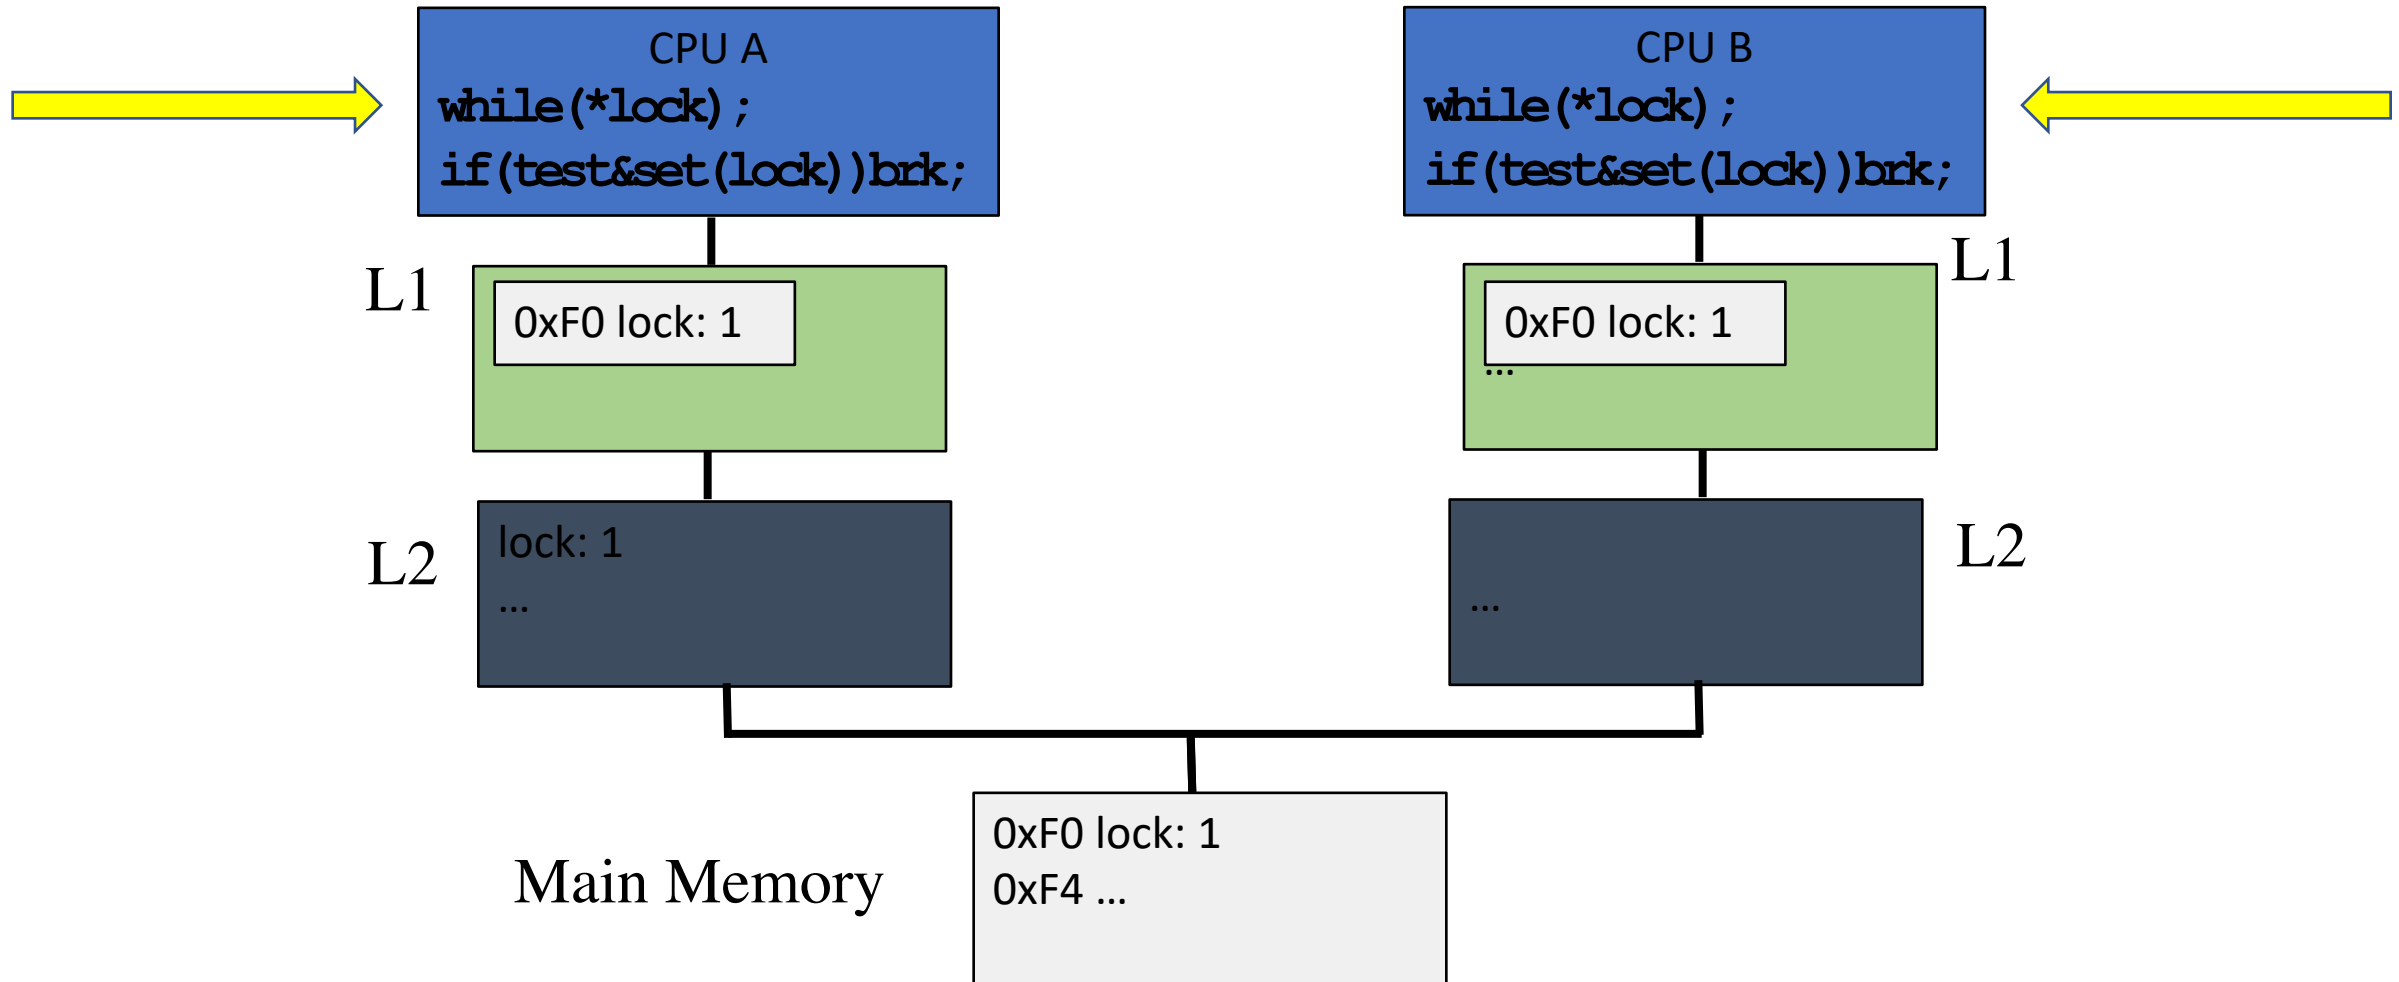 CPU A
while(*lock);
if(test&set(lock))brk;
CPU B
while(*lock);
if(test&set(lock))brk;
L1
0xF0 lock: 1
L1
0xF0 lock: 1
...
L2
lock: 1
...
L2
...
Main Memory
0xF0 lock: 1
0xF4 ...